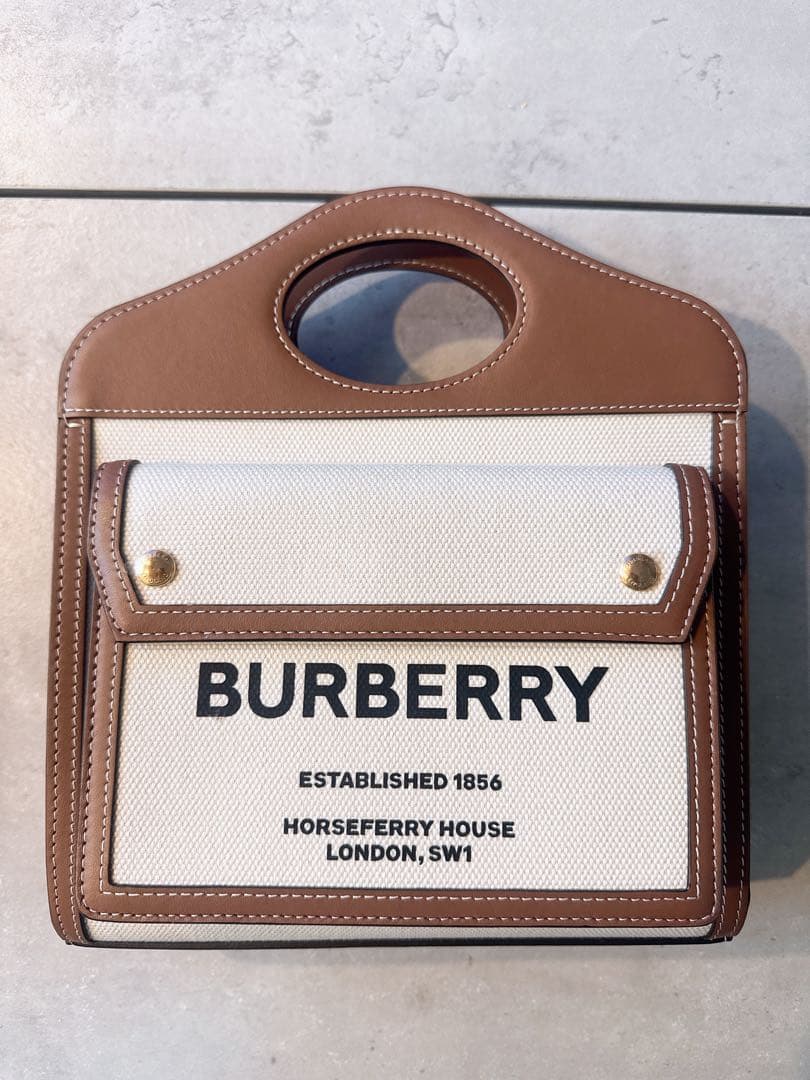 BURBERRY
ESTABLISHED 1856
HORSEFERRY HOUSE
LONDON, SW1